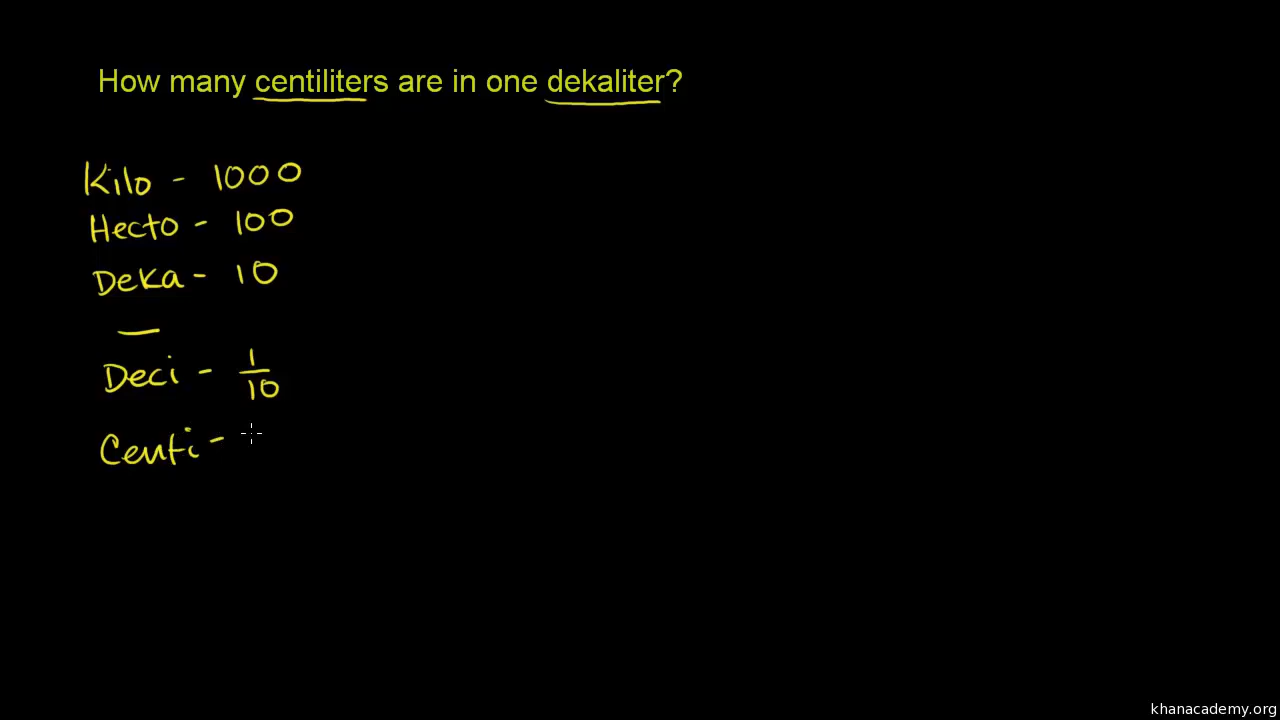 How many centiliters are in one dekaliter?
Kilo - 1000
Hecto - 100
Deka - 10
—
Deci - 1/10
Centi -
khanacademy.org